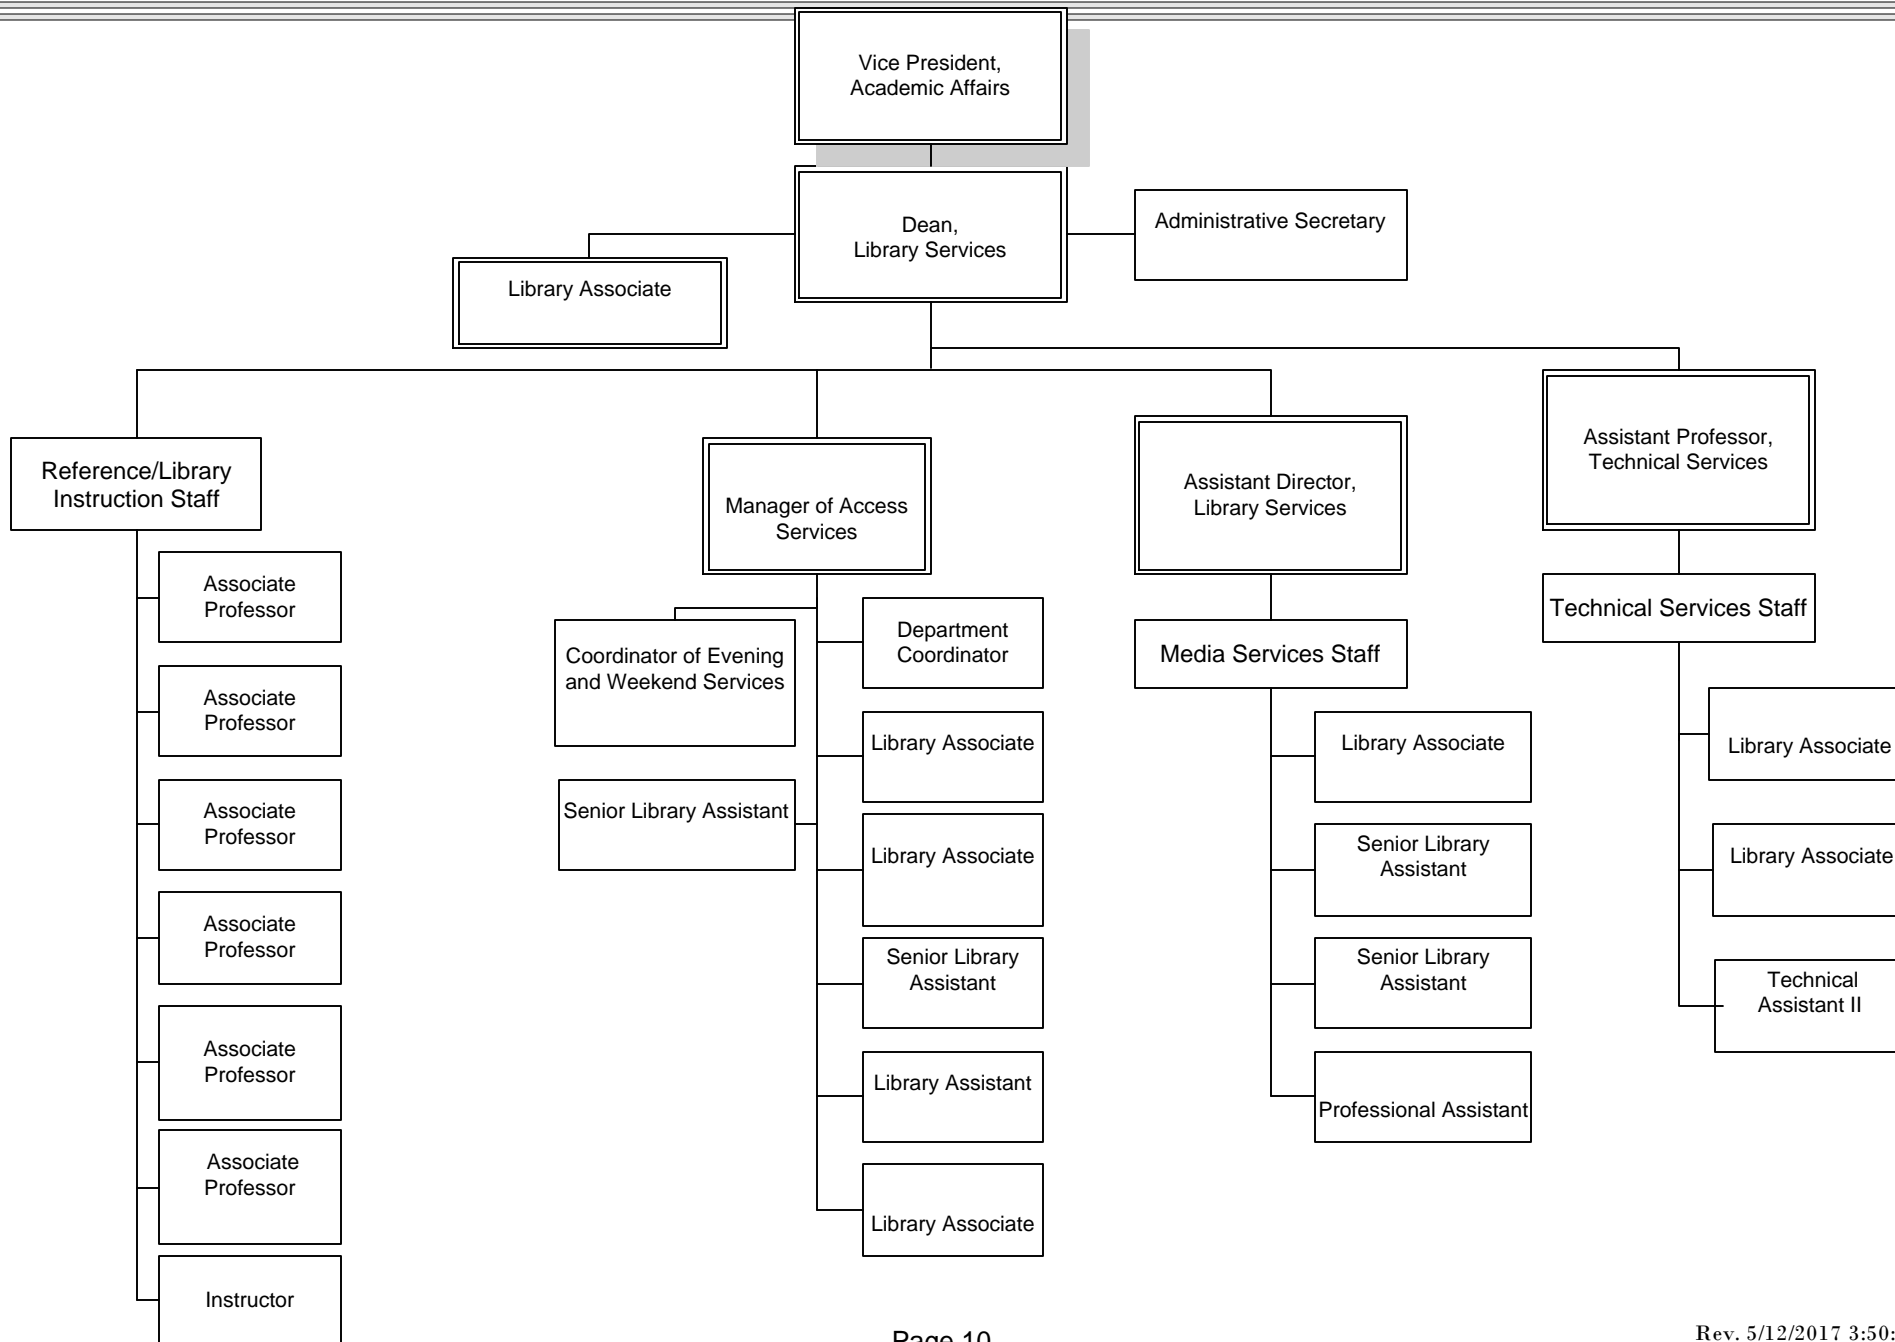 Vice President,
Academic Affairs
Dean,
Library Services
Administrative Secretary
Library Associate
Reference/Library
Instruction Staff
Associate
Professor
Associate
Professor
Associate
Professor
Associate
Professor
Associate
Professor
Associate
Professor
Instructor
Manager of Access
Services
Coordinator of Evening
and Weekend Services
Senior Library Assistant
Department
Coordinator
Library Associate
Library Associate
Senior Library
Assistant
Library Assistant
Library Associate
Assistant Director,
Library Services
Media Services Staff
Library Associate
Senior Library
Assistant
Senior Library
Assistant
Professional Assistant
Assistant Professor,
Technical Services
Technical Services Staff
Library Associate
Library Associate
Technical
Assistant II
Page 10
Rev. 5/12/2017 3:50: